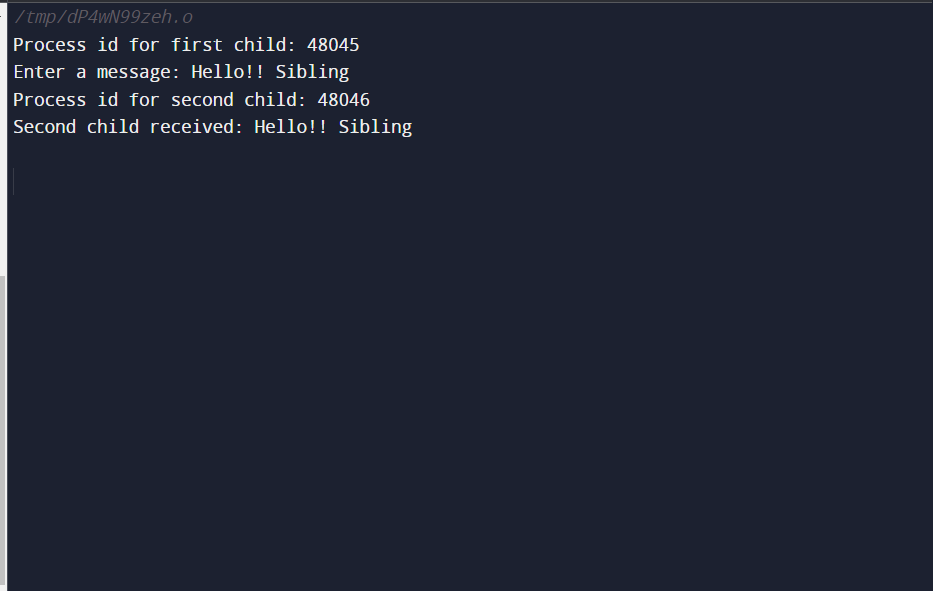 /tmp/dP4wN99zeh.o
Process id for first child: 48045
Enter a message: Hello!! Sibling
Process id for second child: 48046
Second child received: Hello!! Sibling